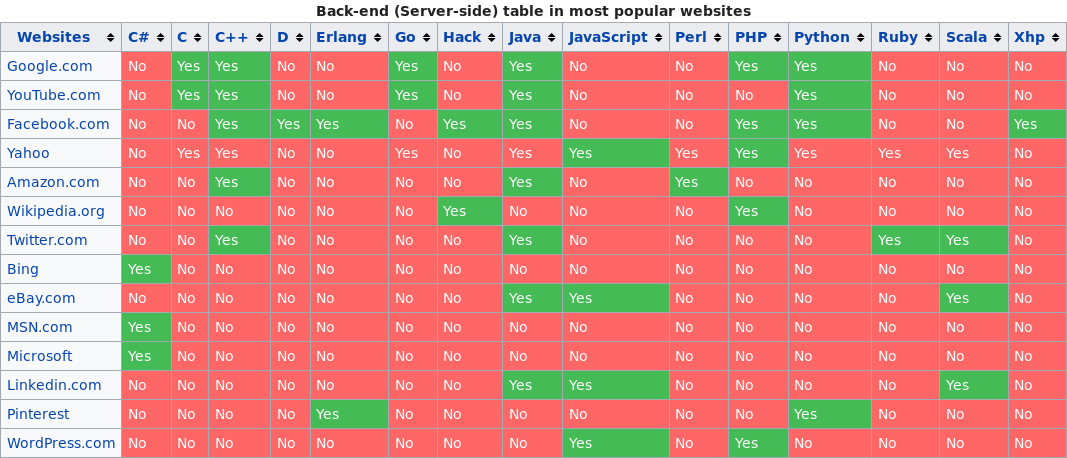 Back-end (Server-side) table in most popular websites
Websites C# C C++ D Erlang Go Hack Java JavaScript Perl PHP Python Ruby Scala Xhp
Google.com No Yes Yes No No Yes No Yes No No Yes Yes No No No
YouTube.com No Yes Yes No No Yes No Yes No No No Yes No No No
Facebook.com No No Yes Yes Yes No Yes Yes No No Yes Yes No No Yes
Yahoo No Yes Yes No No Yes No Yes Yes Yes Yes Yes Yes Yes No
Amazon.com No No Yes No No No No Yes No Yes No No No No No
Wikipedia.org No No No No No No Yes No No No Yes No No No No
Twitter.com No No Yes No No No No Yes No No No No Yes Yes No
Bing Yes No No No No No No No No No No No No No No
eBay.com No No No No No No No Yes Yes No No No No Yes No
MSN.com Yes No No No No No No No No No No No No No No
Microsoft Yes No No No No No No No No No No No No No No
Linkedin.com No No No No No No No Yes Yes No No No No Yes No
Pinterest No No No No Yes No No No No No No Yes No No No
WordPress.com No No No No No No No No Yes No Yes No No No No